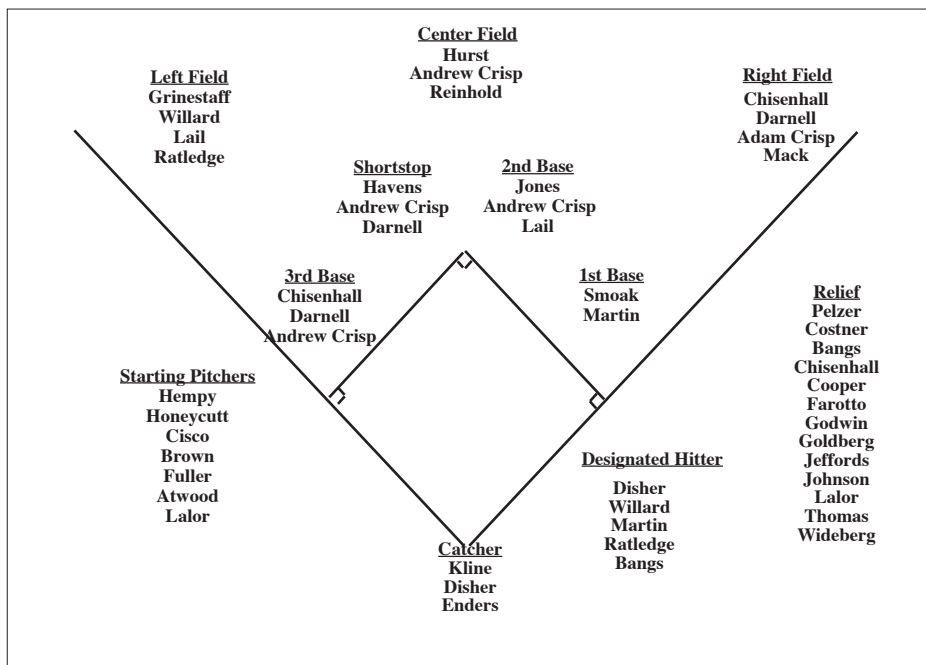 Center Field
Hurst
Andrew Crisp
Reinhold
Left Field
Grinestaff
Willard
Lail
Ratledge
Right Field
Chisenhall
Darnell
Adam Crisp
Mack
Shortstop
Havens
Andrew Crisp
Darnell
2nd Base
Jones
Andrew Crisp
Lail
3rd Base
Chisenhall
Darnell
Andrew Crisp
1st Base
Smoak
Martin
Relief
Pelzer
Costner
Bangs
Chisenhall
Cooper
Farotto
Godwin
Goldberg
Jeffords
Johnson
Lalor
Thomas
Wideberg
Starting Pitchers
Hempy
Honeycutt
Cisco
Brown
Fuller
Atwood
Lalor
Designated Hitter
Disher
Willard
Martin
Ratledge
Bangs
Catcher
Kline
Disher
Enders